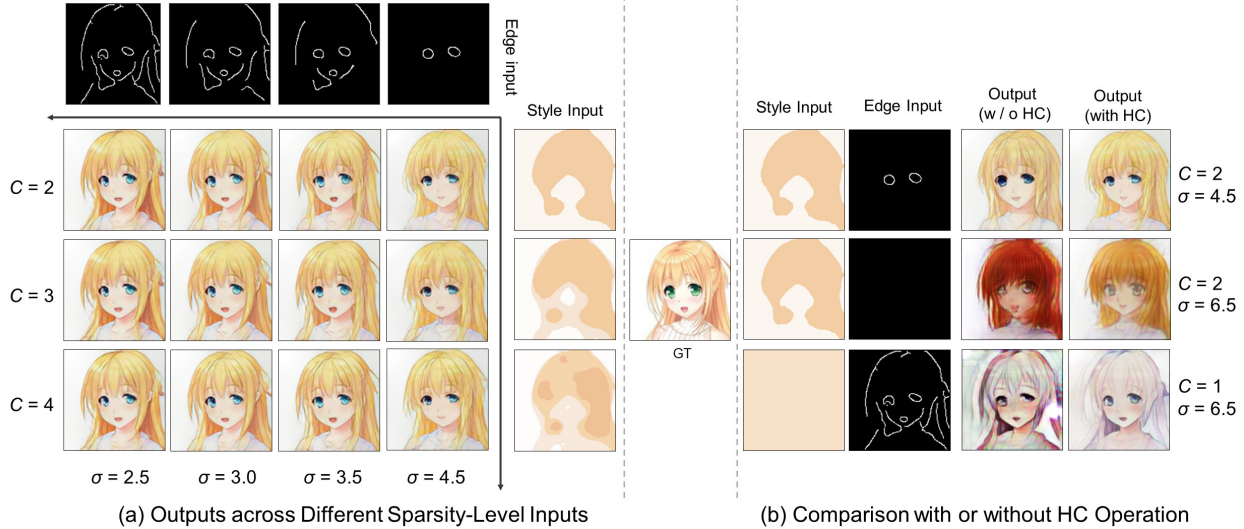 Edge input
Style Input
C = 2
C = 3
C = 4
σ = 2.5
σ = 3.0
σ = 3.5
σ = 4.5
(a) Outputs across Different Sparsity-Level Inputs
GT
Style Input
Edge Input
Output
(w / o HC)
Output
(with HC)
C = 2
σ = 4.5
C = 2
σ = 6.5
C = 1
σ = 6.5
(b) Comparison with or without HC Operation